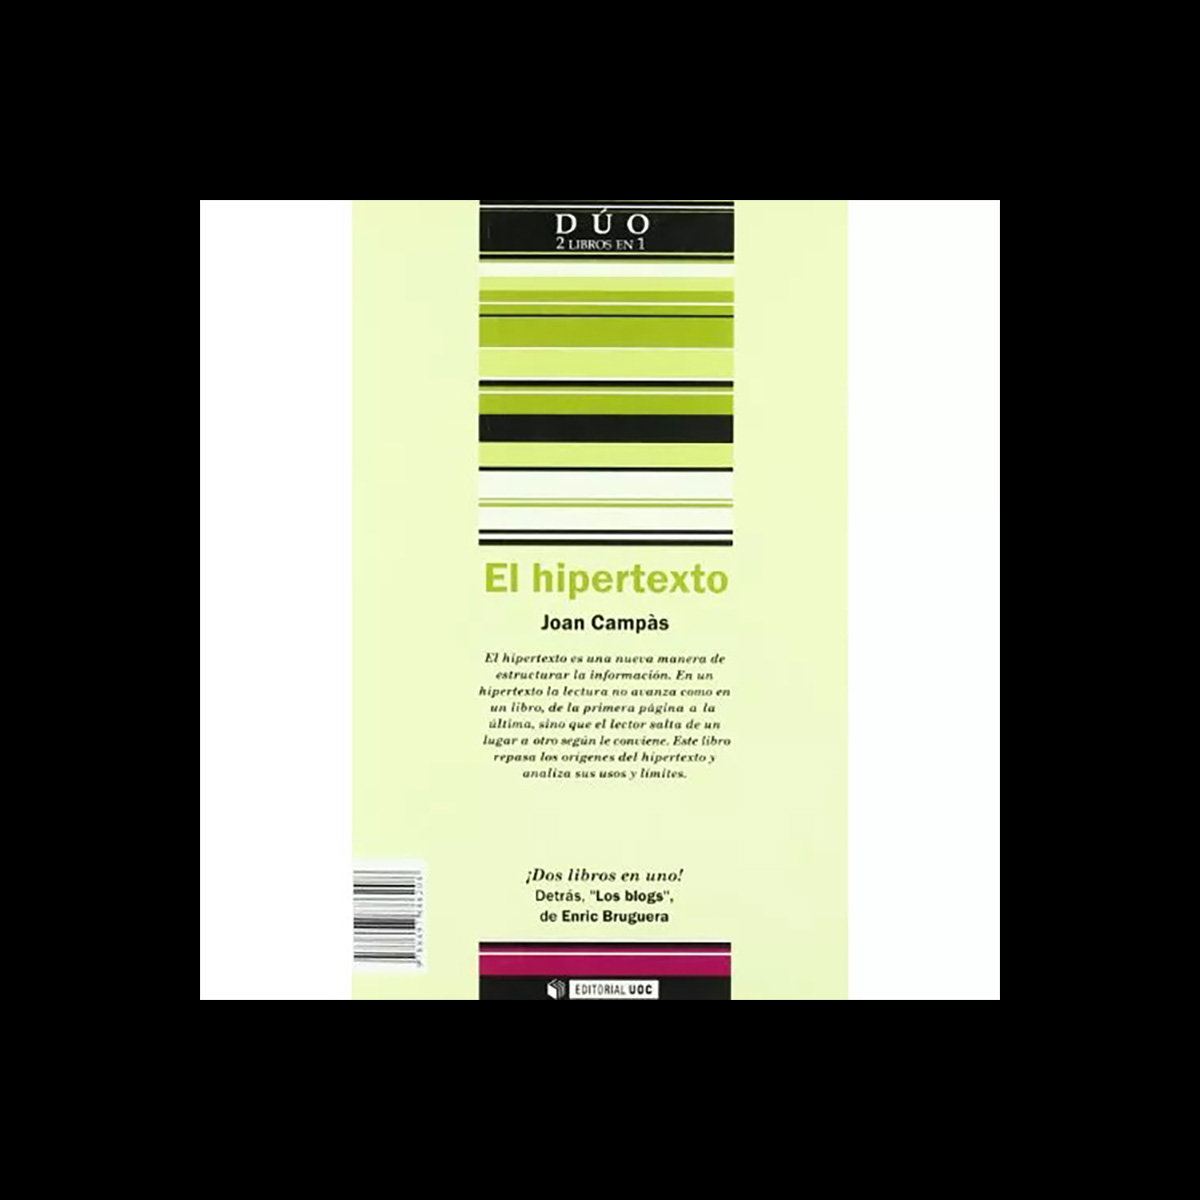 DÚO
2 LIBROS EN 1
El hipertexto
Joan Campàs
El hipertexto es una nueva manera de
estructurar la información. En un
hipertexto la lectura no avanza como en
un libro, de la primera página a la
última, sino que el lector salta de un
lugar a otro según le conviene. Este libro
repasa los orígenes del hipertexto y
analiza sus usos y límites.
¡Dos libros en uno!
Detrás, "Los blogs",
de Enric Bruguera
EDITORIAL UOC